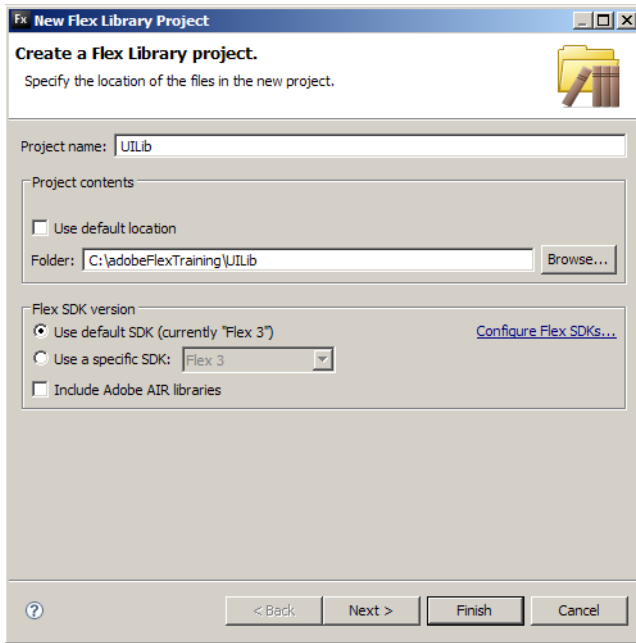 Fx New Flex Library Project
Create a Flex Library project.
Specify the location of the files in the new project.
Project name: UILib
Project contents
Use default location
Folder: C:\adobeFlexTraining\UILib Browse...
Flex SDK version
Use default SDK (currently "Flex 3") Configure Flex SDKs...
Use a specific SDK: Flex 3
Include Adobe AIR libraries
? < Back Next > Finish Cancel